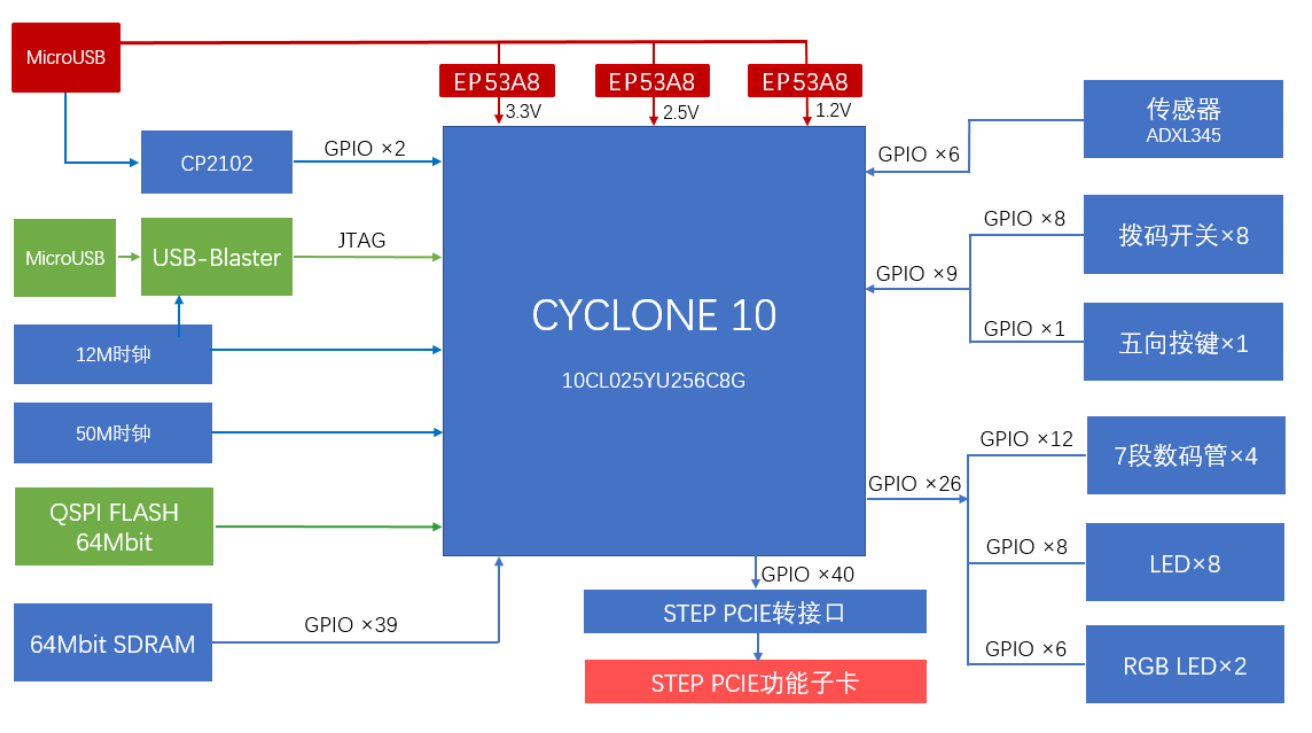 MicroUSB
EP53A8
EP53A8
EP53A8
3.3V
2.5V
1.2V
CP2102
GPIO ×2
MicroUSB
USB-Blaster
JTAG
12M时钟
50M时钟
QSPI FLASH
64Mbit
64Mbit SDRAM
GPIO ×39
CYCLONE 10
10CL025YU256C8G
GPIO ×40
STEP PCIE转接口
STEP PCIE功能子卡
GPIO ×6
传感器
ADXL345
GPIO ×9
GPIO ×8
拨码开关×8
GPIO ×1
五向按键×1
GPIO ×26
GPIO ×12
7段数码管×4
GPIO ×8
LED×8
GPIO ×6
RGB LED×2